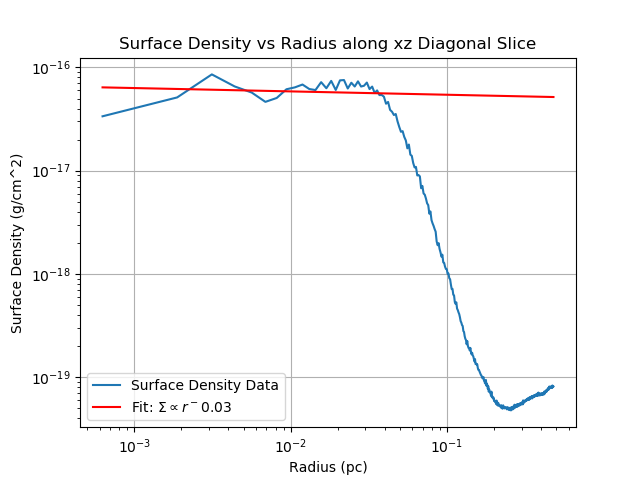 Surface Density vs Radius along xz Diagonal Slice
Surface Density (g/cm^2)
10⁻¹⁶
10⁻¹⁷
10⁻¹⁸
10⁻¹⁹
Surface Density Data
Fit: Σ ∝ r⁻0.03
10⁻³
10⁻²
10⁻¹
Radius (pc)